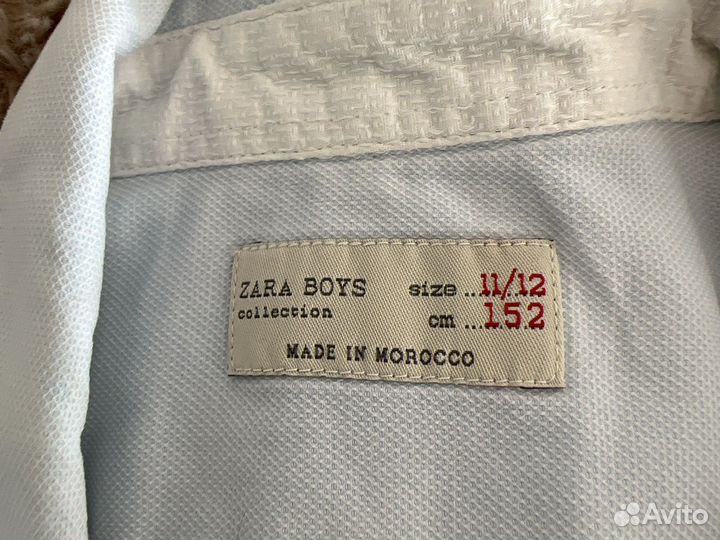 ZARA BOYS size ..11/12
collection cm ...152
MADE IN MOROCCO
Avito